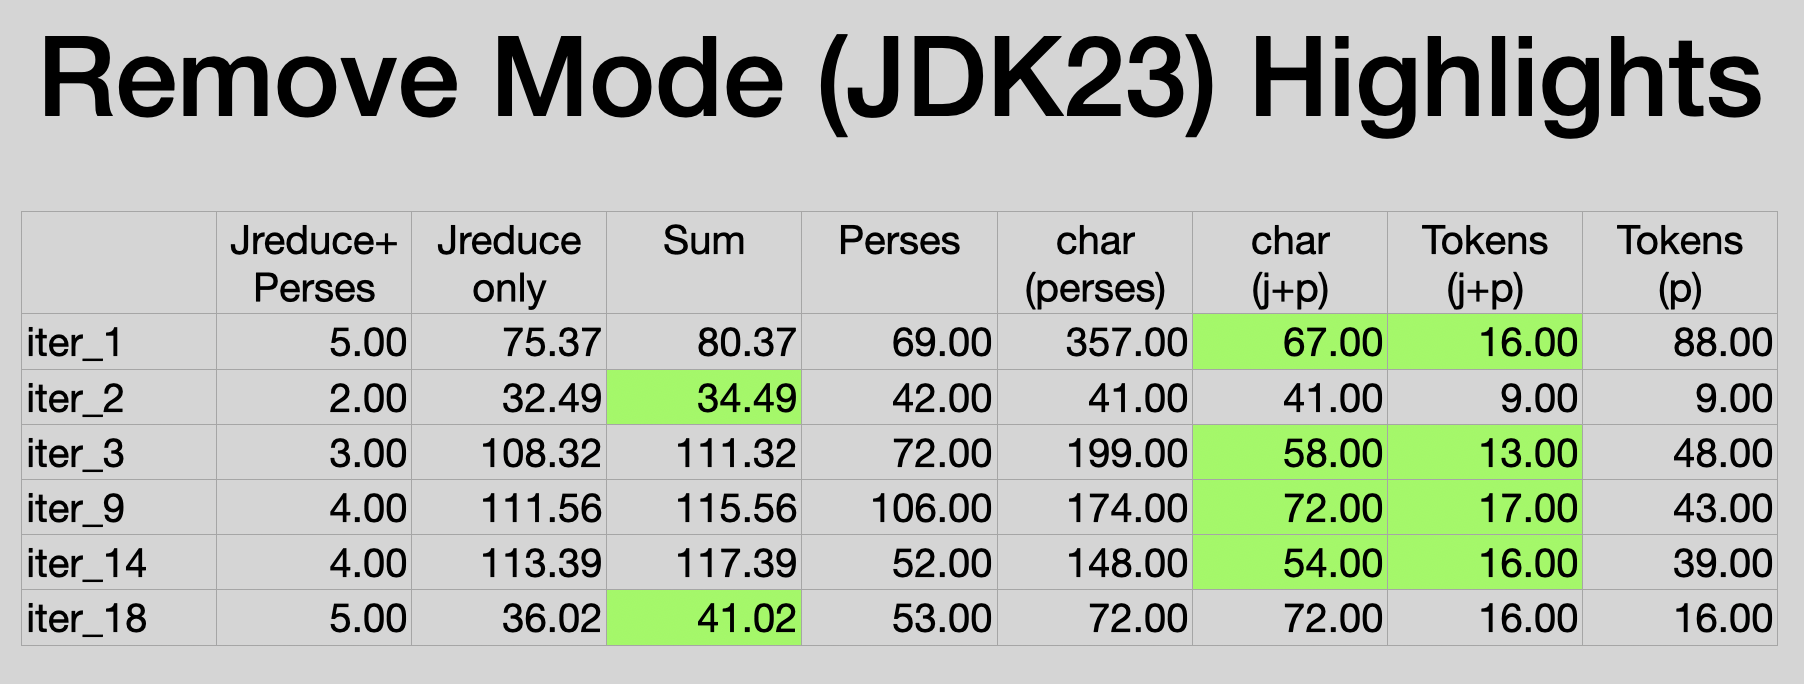 Remove Mode (JDK23) Highlights
Jreduce+ Perses Jreduce only Sum Perses char (perses) char (j+p) Tokens (j+p) Tokens (p)
iter_1 5.00 75.37 80.37 69.00 357.00 67.00 16.00 88.00
iter_2 2.00 32.49 34.49 42.00 41.00 41.00 9.00 9.00
iter_3 3.00 108.32 111.32 72.00 199.00 58.00 13.00 48.00
iter_9 4.00 111.56 115.56 106.00 174.00 72.00 17.00 43.00
iter_14 4.00 113.39 117.39 52.00 148.00 54.00 16.00 39.00
iter_18 5.00 36.02 41.02 53.00 72.00 72.00 16.00 16.00